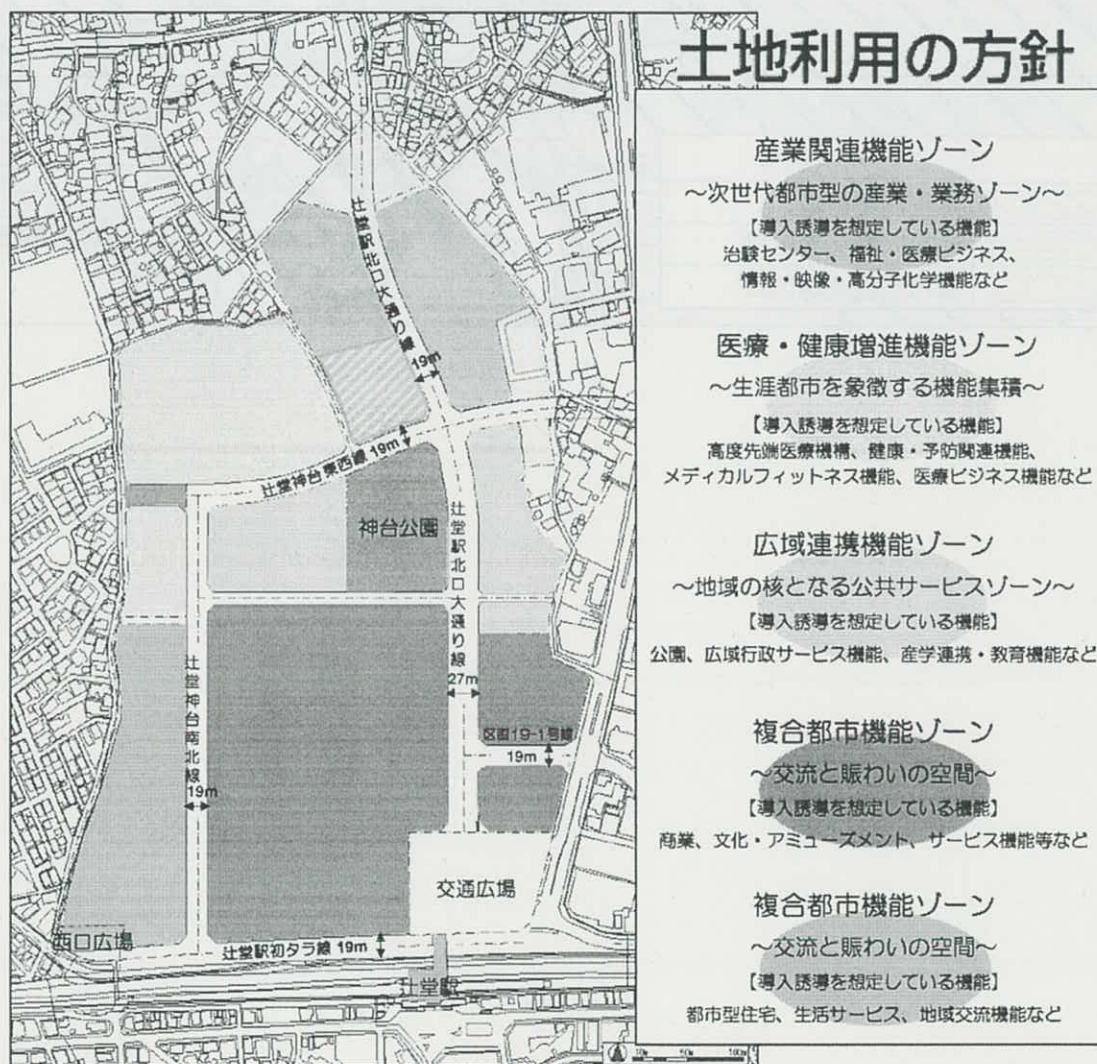 土地利用の方針
産業関連機能ゾーン
~次世代都市型の産業・業務ゾーン~
【導入誘導を想定している機能】
治験センター、福祉・医療ビジネス、
情報・映像・高分子化学機能など
医療・健康増進機能ゾーン
~生涯都市を象徴する機能集積~
【導入誘導を想定している機能】
高度先端医療機構、健康・予防関連機能、
メディカルフィットネス機能、医療ビジネス機能など
広域連携機能ゾーン
~地域の核となる公共サービスゾーン~
【導入誘導を想定している機能】
公園、広域行政サービス機能、産学連携・教育機能など
複合都市機能ゾーン
~交流と賑わいの空間~
【導入誘導を想定している機能】
商業、文化・アミューズメント、サービス機能等など
複合都市機能ゾーン
~交流と賑わいの空間~
【導入誘導を想定している機能】
都市型住宅、生活サービス、地域交流機能など
辻堂駅北口大通り線
19m
辻堂神台東西線 19m
神台公園
辻堂駅北口大通り線
27m
辻堂神台南北線
19m
区画19-1号線
19m
交通広場
西口広場
辻堂駅初タラ線 19m
辻堂駅
10m 50m 100m